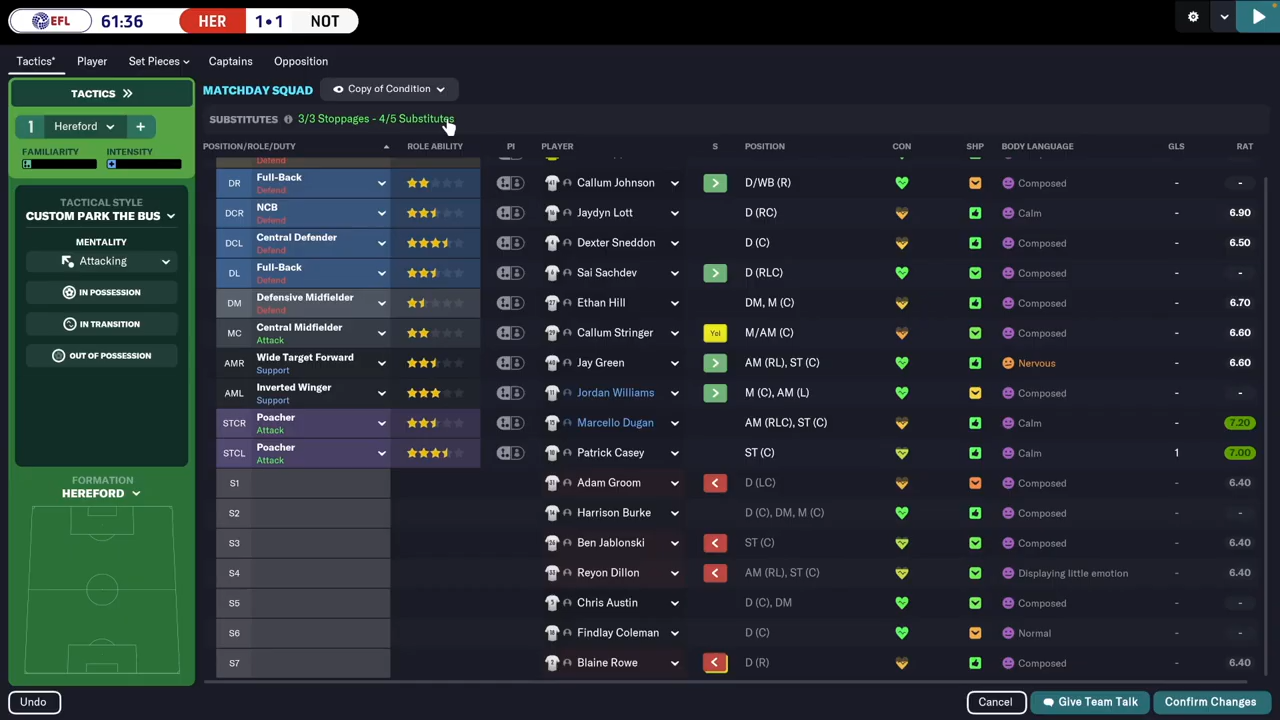 EFL 61:36 HER 1•1 NOT
Tactics* Player Set Pieces Captains Opposition
TACTICS
1 Hereford +
FAMILIARITY INTENSITY
TACTICAL STYLE
CUSTOM PARK THE BUS
MENTALITY
Attacking
IN POSSESSION
IN TRANSITION
OUT OF POSSESSION
FORMATION
HEREFORD
MATCHDAY SQUAD Copy of Condition
SUBSTITUTES 3/3 Stoppages - 4/5 Substitutes
POSITION/ROLE/DUTY ROLE ABILITY PI PLAYER S POSITION CON SHP BODY LANGUAGE GLS RAT
Defend
DR Full-Back Defend Callum Johnson D/WB (R) Composed - -
DCR NCB Defend Jaydyn Lott D (RC) Calm - 6.90
DCL Central Defender Defend Dexter Sneddon D (C) Composed - 6.50
DL Full-Back Defend Sai Sachdev D (RLC) Composed - -
DM Defensive Midfielder Defend Ethan Hill DM, M (C) Composed - 6.70
MC Central Midfielder Attack Callum Stringer Yel M/AM (C) Composed - 6.60
AMR Wide Target Forward Support Jay Green AM (RL), ST (C) Nervous - 6.60
AML Inverted Winger Support Jordan Williams M (C), AM (L) Composed - -
STCR Poacher Attack Marcello Dugan AM (RLC), ST (C) Calm - 7.20
STCL Poacher Attack Patrick Casey ST (C) Calm 1 7.00
S1 Adam Groom D (LC) Composed - 6.40
S2 Harrison Burke D (C), DM, M (C) Composed - -
S3 Ben Jablonski ST (C) Composed - 6.40
S4 Reyon Dillon AM (RL), ST (C) Displaying little emotion - 6.40
S5 Chris Austin D (C), DM Composed - -
S6 Findlay Coleman D (C) Normal - -
S7 Blaine Rowe D (R) Composed - 6.40
Undo Cancel Give Team Talk Confirm Changes